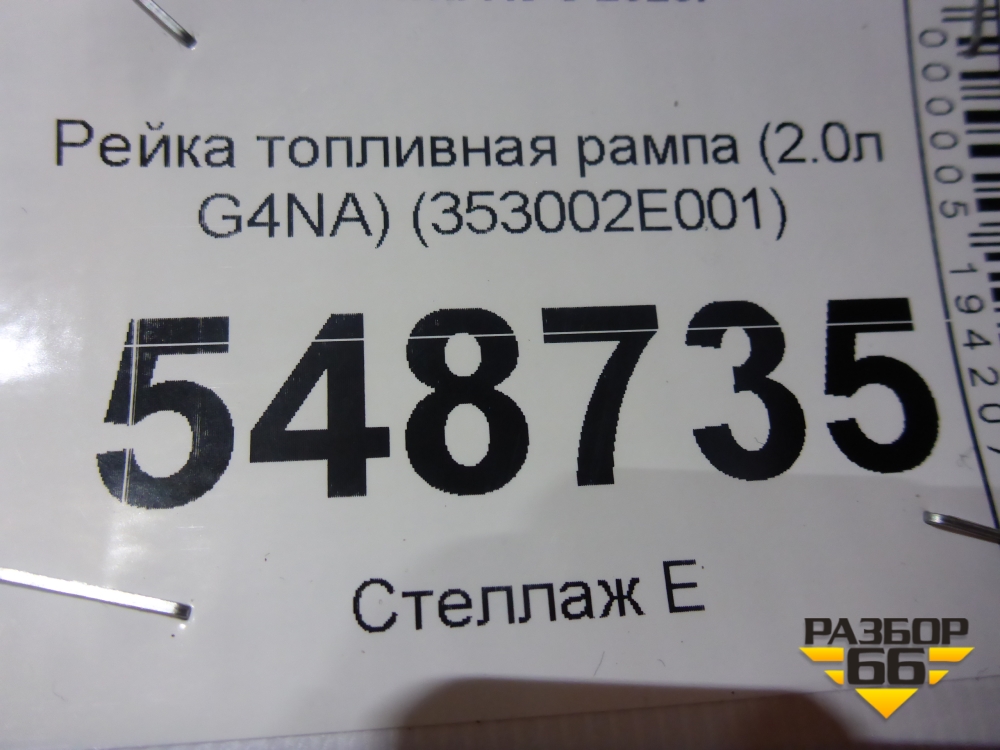 Рейка топливная рампа (2.0л
G4NA) (353002E001)
548735
Стеллаж Е
РАЗБОР
66